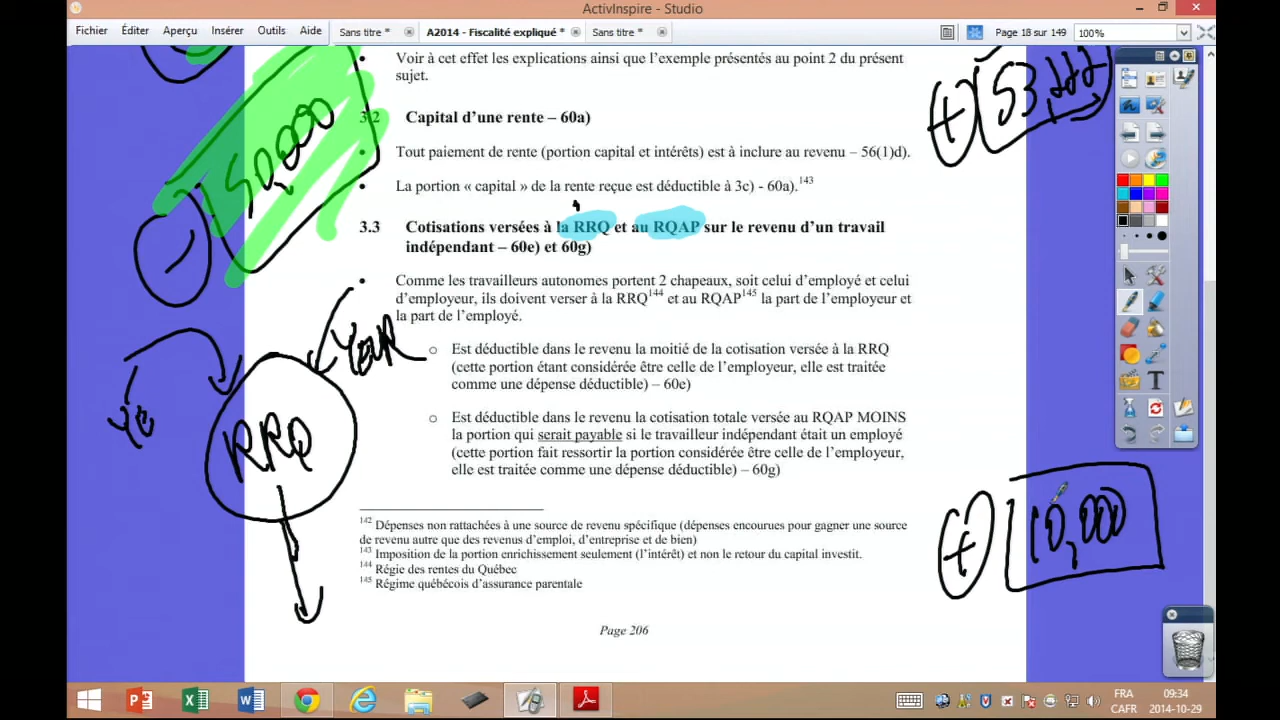 ActivInspire - Studio
Fichier Éditer Aperçu Insérer Outils Aide Sans titre * A2014 - Fiscalité expliqué * Sans titre * Page 18 sur 149 100%
Voir à cet effet les explications ainsi que l'exemple présentés au point 2 du présent
sujet.
3.2 Capital d'une rente – 60a)
Tout paiement de rente (portion capital et intérêts) est à inclure au revenu – 56(1)d).
La portion « capital » de la rente reçue est déductible à 3c) - 60a).143
3.3 Cotisations versées à la RRQ et au RQAP sur le revenu d'un travail
indépendant – 60e) et 60g)
Comme les travailleurs autonomes portent 2 chapeaux, soit celui d'employé et celui
d'employeur, ils doivent verser à la RRQ144 et au RQAP145 la part de l'employeur et
la part de l'employé.
o Est déductible dans le revenu la moitié de la cotisation versée à la RRQ
(cette portion étant considérée être celle de l'employeur, elle est traitée
comme une dépense déductible) – 60e)
o Est déductible dans le revenu la cotisation totale versée au RQAP MOINS
la portion qui serait payable si le travailleur indépendant était un employé
(cette portion fait ressortir la portion considérée être celle de l'employeur,
elle est traitée comme une dépense déductible) – 60g)
142 Dépenses non rattachées à une source de revenu spécifique (dépenses encourues pour gagner une source
de revenu autre que des revenus d'emploi, d'entreprise et de bien)
143 Imposition de la portion enrichissement seulement (l'intérêt) et non le retour du capital investit.
144 Régie des rentes du Québec
145 Régime québécois d'assurance parentale
Page 206
- 50,000
RRQ
+ 10,000
FRA
CAFR
09:34
2014-10-29